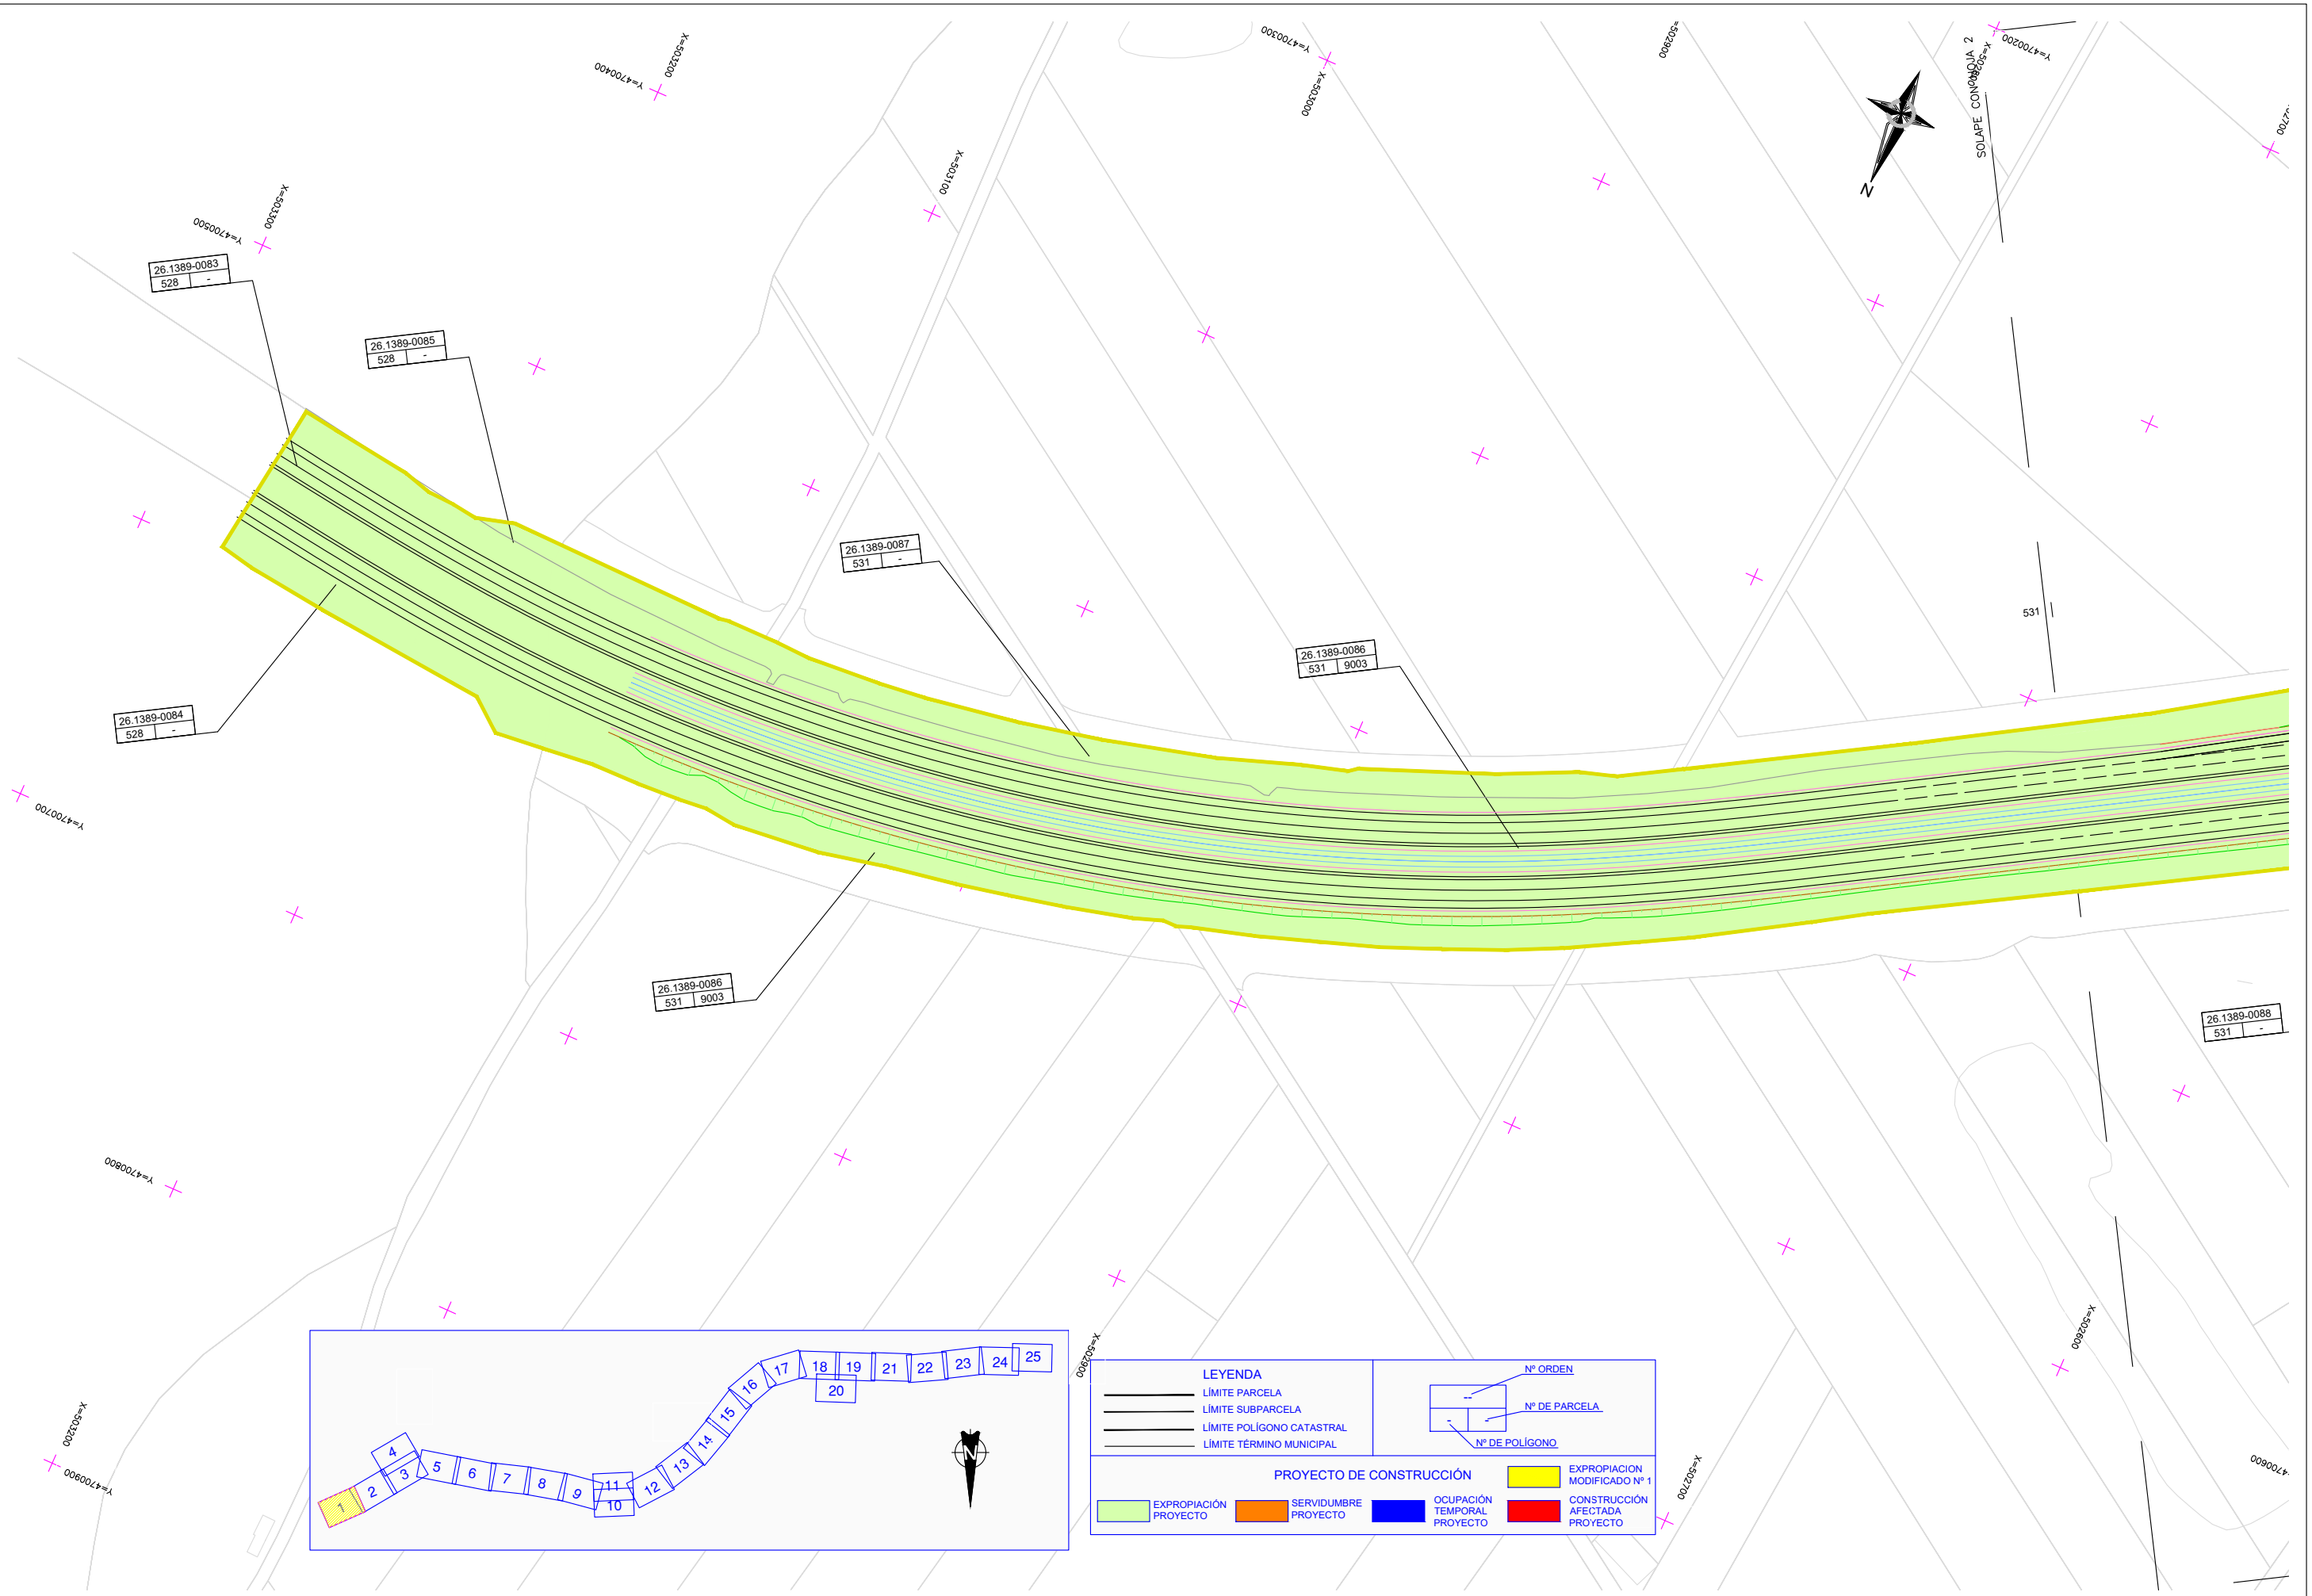 Y=4700400
X=503200
Y=4700300
X=503000
=502900
SOLAPE CON HOJA 2
Y=4700200
X=503100
N
Y=4700500
X=503300
26.1389-0083
528 -
26.1389-0085
528 -
26.1389-0087
531 -
26.1389-0086
531 9003
531
26.1389-0084
528 -
Y=4700700
26.1389-0086
531 9003
26.1389-0088
531 -
Y=4700800
X=503200
Y=4700900
X=502900
X=502700
X=502600
4700600
1 2 3 4 5 6 7 8 9 10 11 12 13 14 15 16 17 18 19 20 21 22 23 24 25
N
LEYENDA
LÍMITE PARCELA
LÍMITE SUBPARCELA
LÍMITE POLÍGONO CATASTRAL
LÍMITE TÉRMINO MUNICIPAL
Nº ORDEN
--
- -
Nº DE PARCELA
Nº DE POLÍGONO
PROYECTO DE CONSTRUCCIÓN
EXPROPIACION
MODIFICADO Nº 1
EXPROPIACIÓN
PROYECTO
SERVIDUMBRE
PROYECTO
OCUPACIÓN
TEMPORAL
PROYECTO
CONSTRUCCIÓN
AFECTADA
PROYECTO